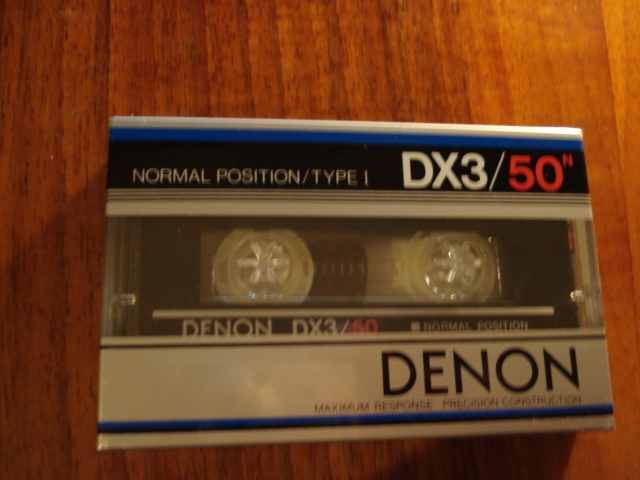 NORMAL POSITION/TYPE I DX3/50N
DENON DX3/50 ■ NORMAL POSITION
DENON
MAXIMUM RESPONSE PRECISION CONSTRUCTION